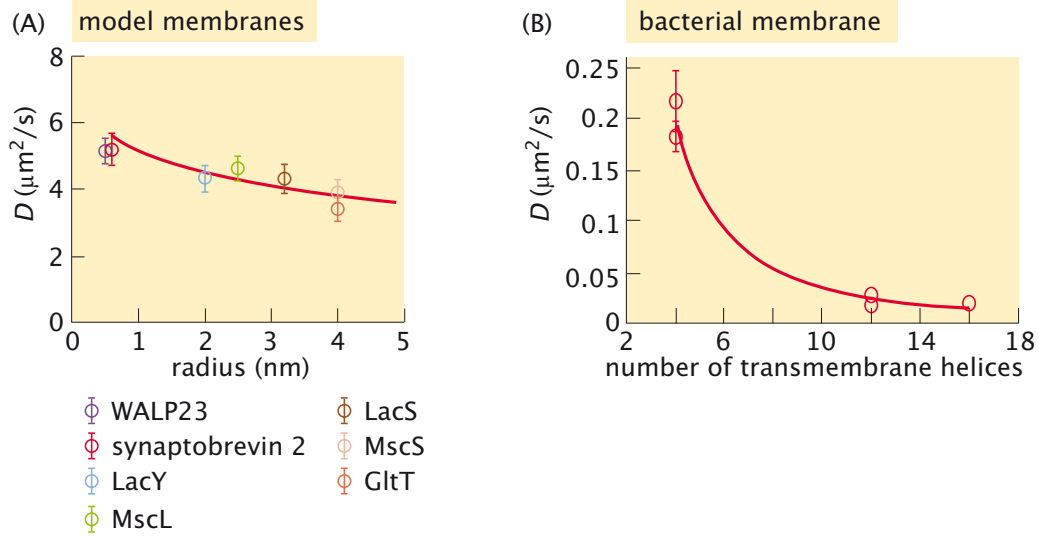 (A)
model membranes
8
6
4
2
0
D (μm²/s)
0 1 2 3 4 5
radius (nm)
WALP23
synaptobrevin 2
LacY
MscL
LacS
MscS
GltT
(B)
bacterial membrane
0.25
0.2
0.15
0.1
0.05
0
D (μm²/s)
2 6 10 14 18
number of transmembrane helices